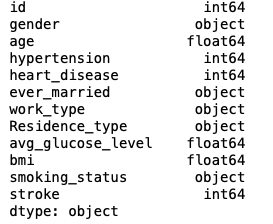 id int64
gender object
age float64
hypertension int64
heart_disease int64
ever_married object
work_type object
Residence_type object
avg_glucose_level float64
bmi float64
smoking_status object
stroke int64
dtype: object